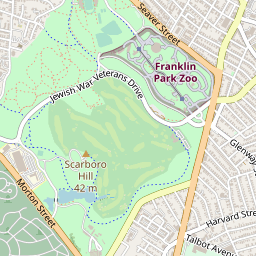 Seaver Street
Franklin
Park Zoo
Jewish War Veterans Drive
Scarboro
Hill
42 m
Morton Street
Glenway
Harvard Street
Talbot Avenue